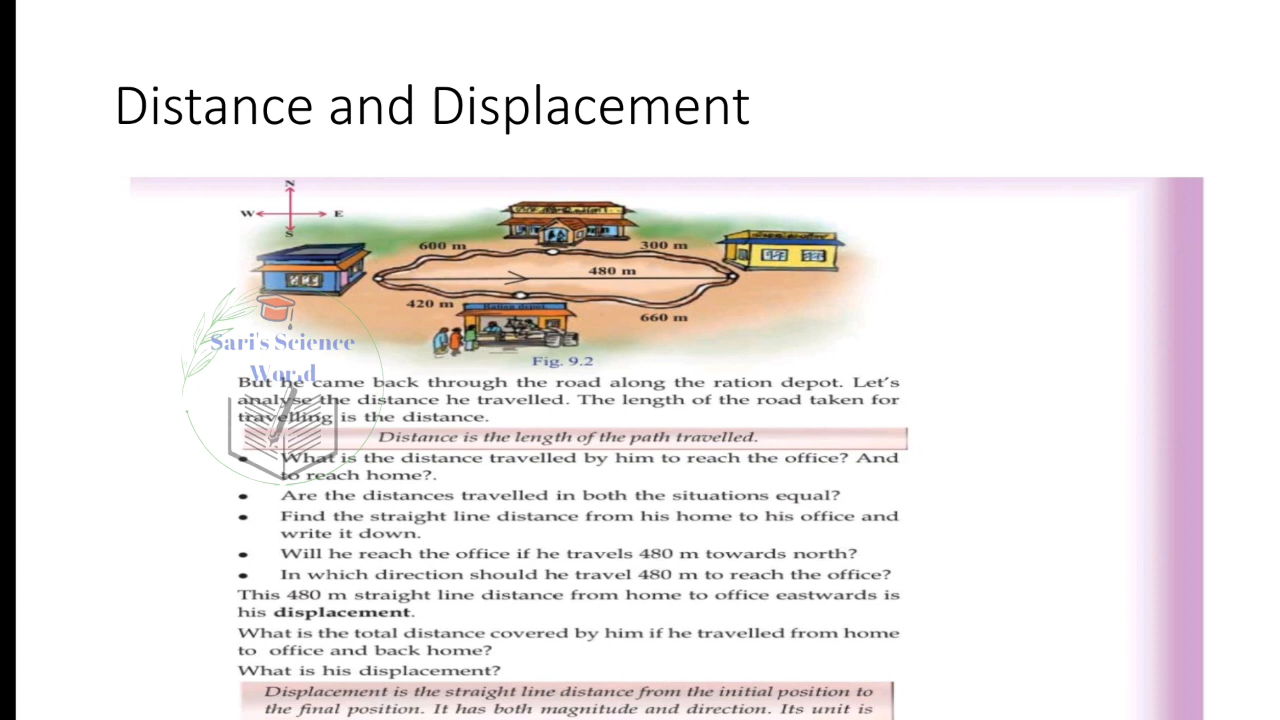 Distance and Displacement
N
W E
S
600 m
300 m
480 m
420 m
660 m
Sari's Science
World
Fig. 9.2
But he came back through the road along the ration depot. Let's
analyse the distance he travelled. The length of the road taken for
travelling is the distance.
Distance is the length of the path travelled.
• What is the distance travelled by him to reach the office? And
to reach home?.
• Are the distances travelled in both the situations equal?
• Find the straight line distance from his home to his office and
write it down.
• Will he reach the office if he travels 480 m towards north?
• In which direction should he travel 480 m to reach the office?
This 480 m straight line distance from home to office eastwards is
his displacement.
What is the total distance covered by him if he travelled from home
to office and back home?
What is his displacement?
Displacement is the straight line distance from the initial position to
the final position. It has both magnitude and direction. Its unit is